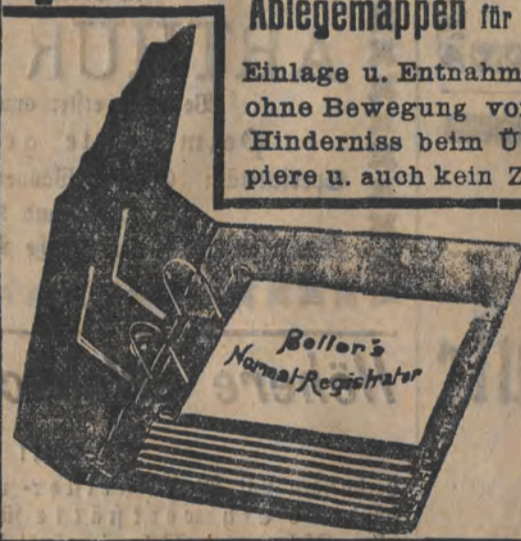 Ablegemappen für
Einlage u. Entnahm
ohne Bewegung vo
Hinderniss beim Ü
piere u. auch kein Z
Beller's
Normal-Registrator